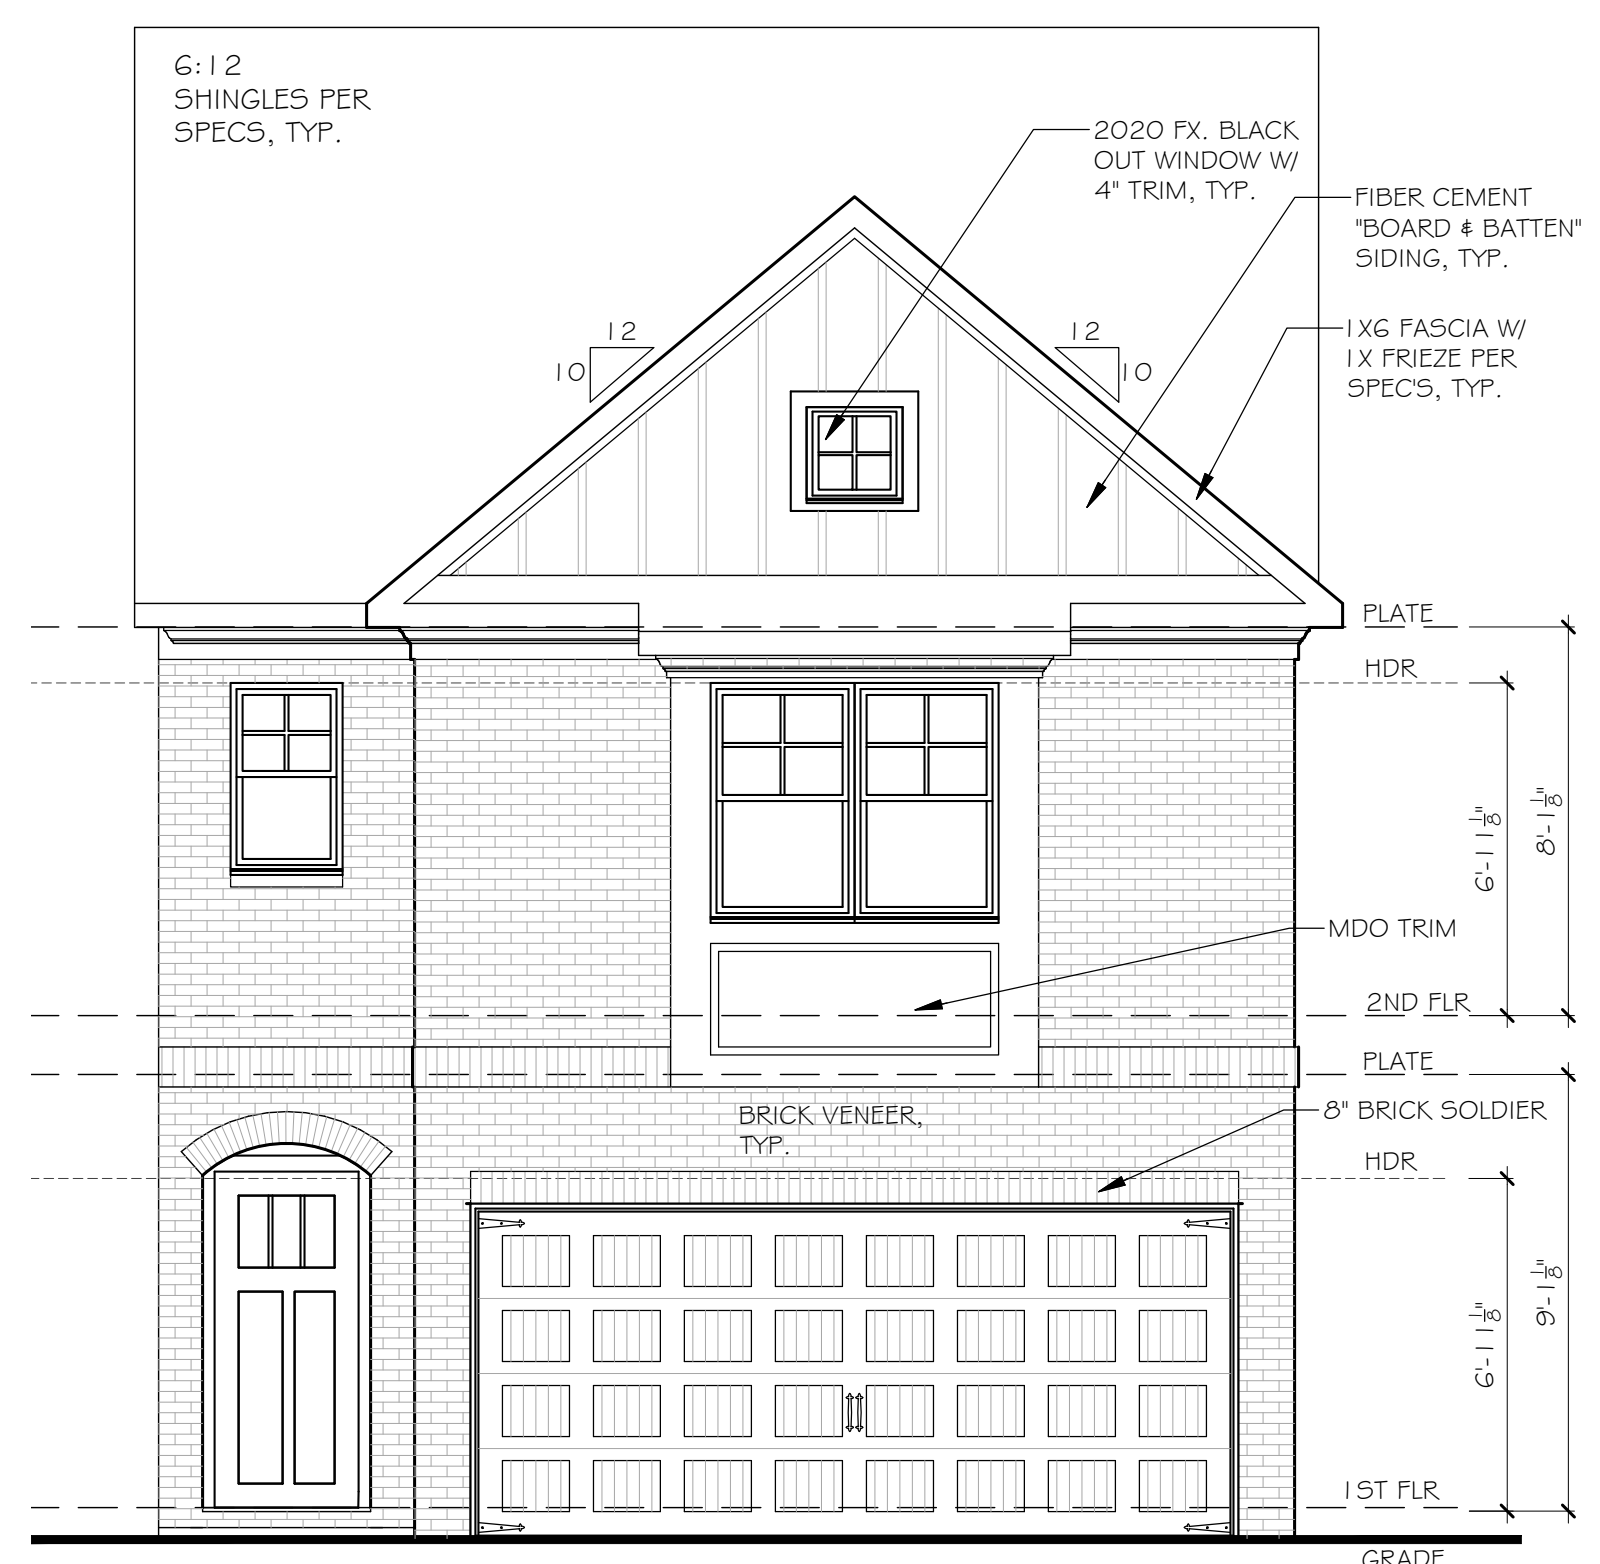 6:12
SHINGLES PER
SPECS, TYP.
2020 FX. BLACK
OUT WINDOW W/
4" TRIM, TYP.
FIBER CEMENT
"BOARD & BATTEN"
SIDING, TYP.
12
10
12
10
1X6 FASCIA W/
1X FRIEZE PER
SPEC'S, TYP.
PLATE
HDR
6'-11 1/8"
8'-1 1/8"
MDO TRIM
2ND FLR
PLATE
BRICK VENEER,
TYP.
8" BRICK SOLDIER
HDR
6'-11 1/8"
9'-1 1/8"
1ST FLR
GRADE